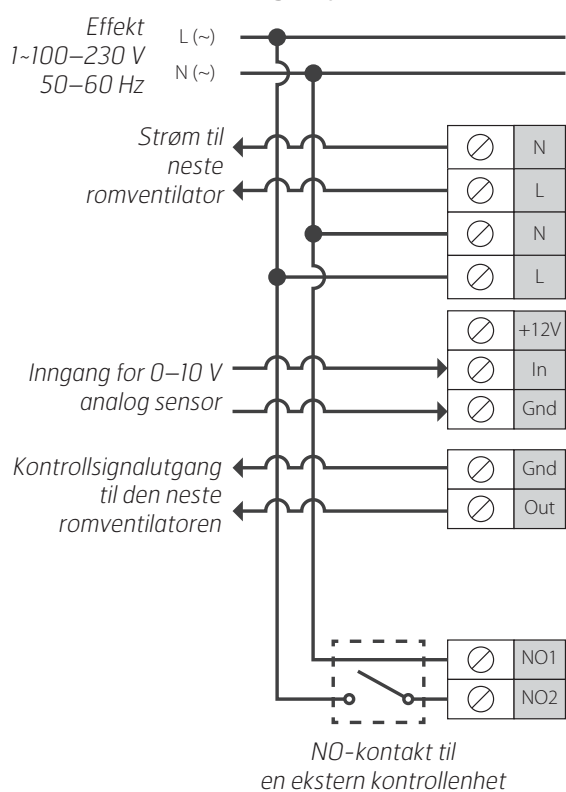 Effekt
1~100–230 V
50–60 Hz
L (~)
N (~)
Strøm til
neste
romventilator
N
L
N
L
+12V
Inngang for 0–10 V
analog sensor
In
Gnd
Kontrollsignalutgang
til den neste
romventilatoren
Gnd
Out
NO1
NO2
NO-kontakt til
en ekstern kontrollenhet